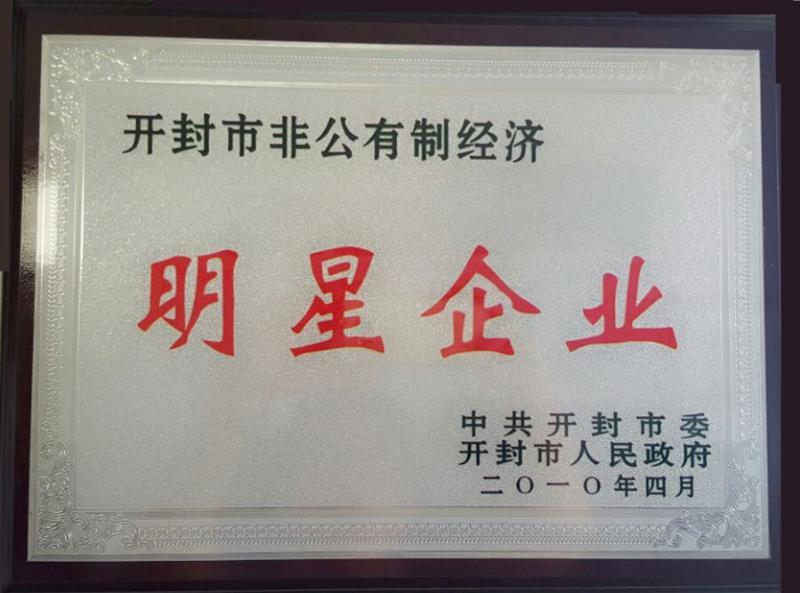 开封市非公有制经济
明星企业
中共开封市委
开封市人民政府
二〇一〇年四月